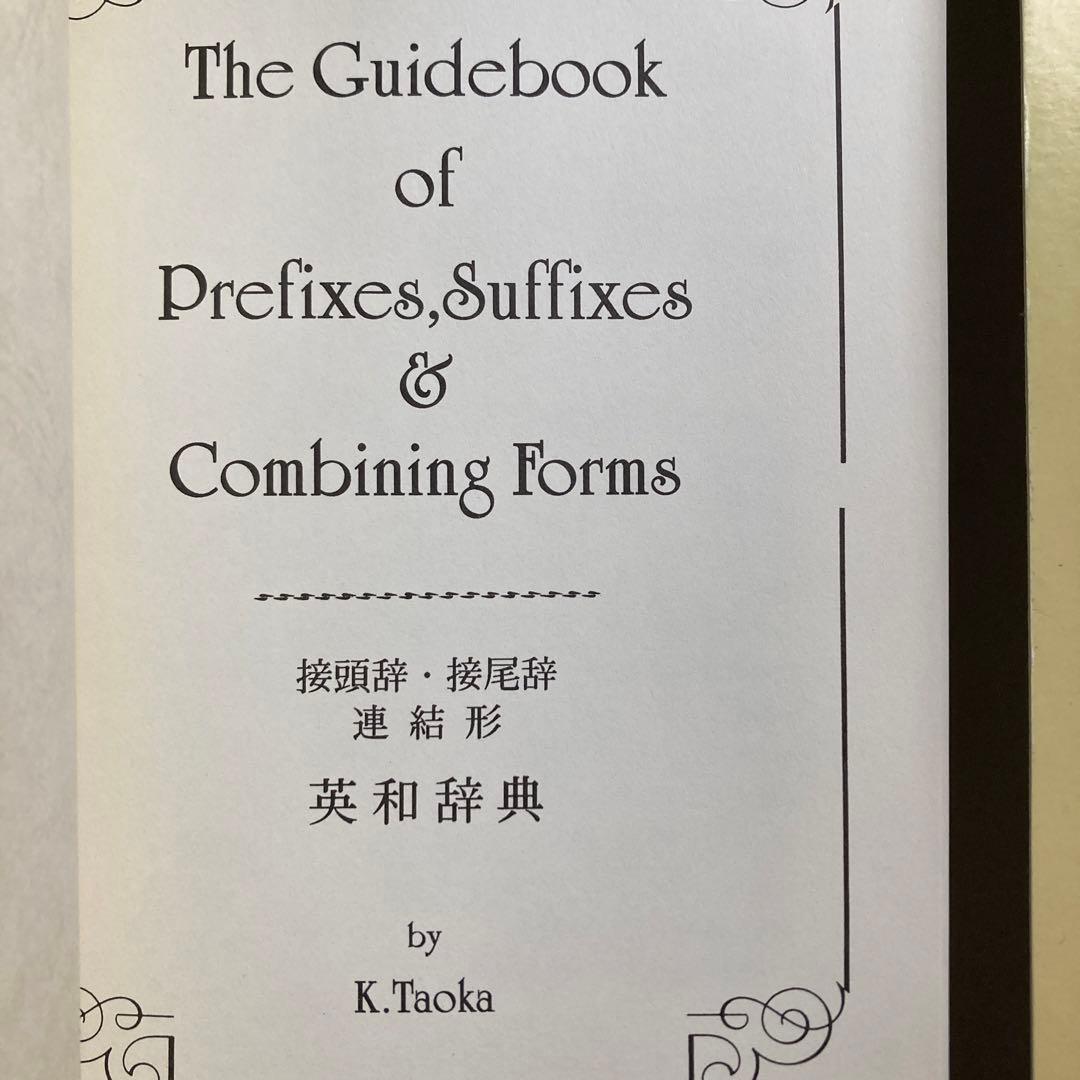 The Guidebook
of
Prefixes,Suffixes
&
Combining Forms
接頭辞・接尾辞
連結形
英和辞典
by
K.Taoka